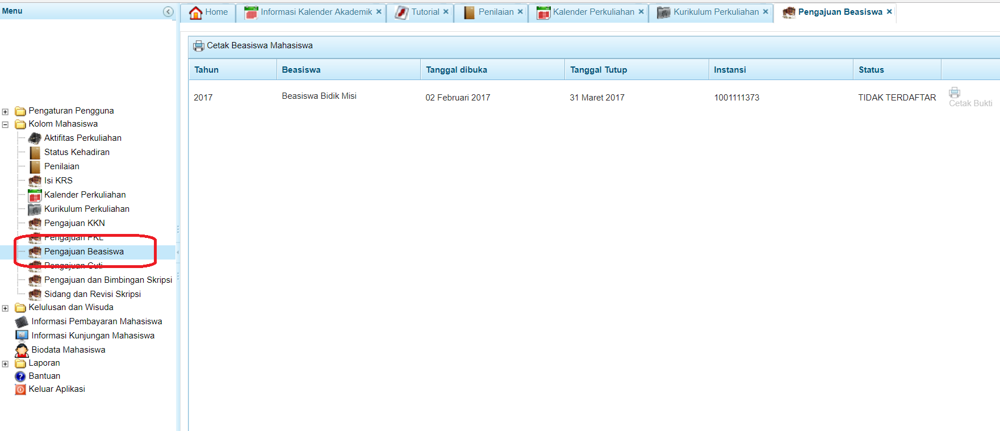 Menu
Home
Informasi Kalender Akademik
Tutorial
Penilaian
Kalender Perkuliahan
Kurikulum Perkuliahan
Pengajuan Beasiswa
Cetak Beasiswa Mahasiswa
Tahun Beasiswa Tanggal dibuka Tanggal Tutup Instansi Status
2017 Beasiswa Bidik Misi 02 Februari 2017 31 Maret 2017 1001111373 TIDAK TERDAFTAR Cetak Bukti
Pengaturan Pengguna
Kolom Mahasiswa
Aktifitas Perkuliahan
Status Kehadiran
Penilaian
Isi KRS
Kalender Perkuliahan
Kurikulum Perkuliahan
Pengajuan KKN
Pengajuan PKL
Pengajuan Beasiswa
Pengajuan Cuti
Pengajuan dan Bimbingan Skripsi
Sidang dan Revisi Skripsi
Kelulusan dan Wisuda
Informasi Pembayaran Mahasiswa
Informasi Kunjungan Mahasiswa
Biodata Mahasiswa
Laporan
Bantuan
Keluar Aplikasi